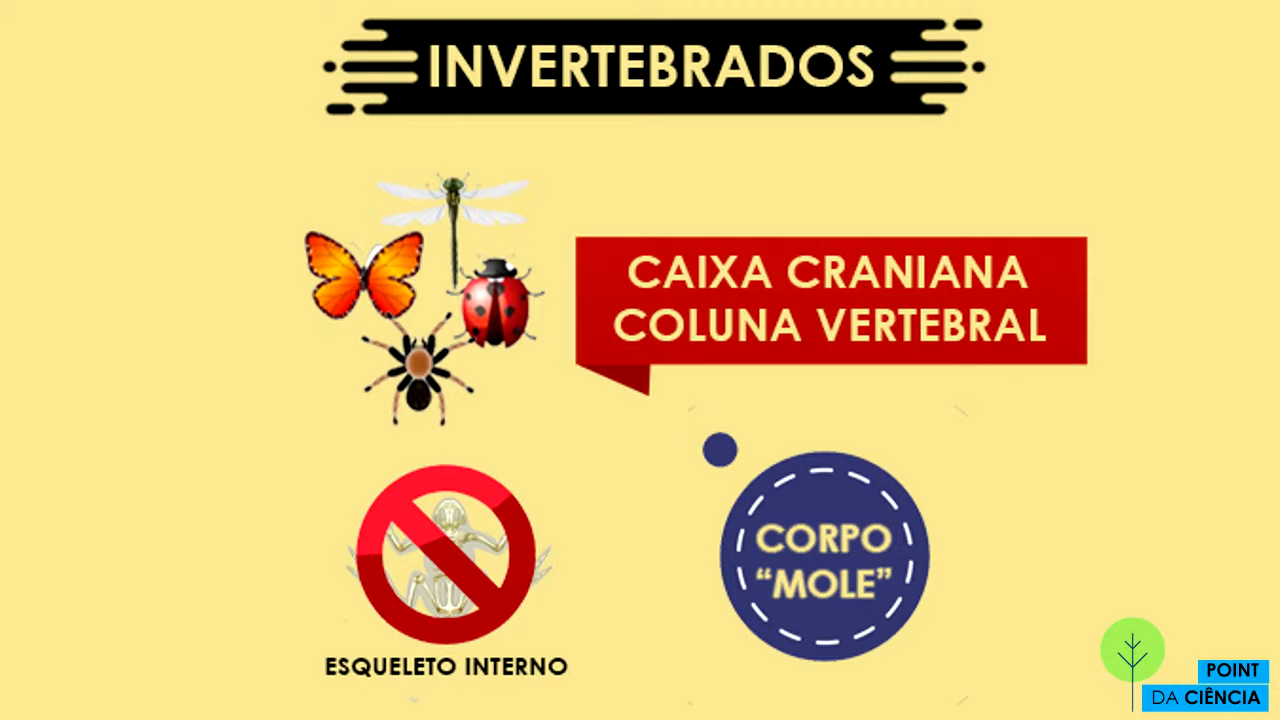 INVERTEBRADOS
CAIXA CRANIANA
COLUNA VERTEBRAL
CORPO
“MOLE”
ESQUELETO INTERNO
POINT
DA CIÊNCIA